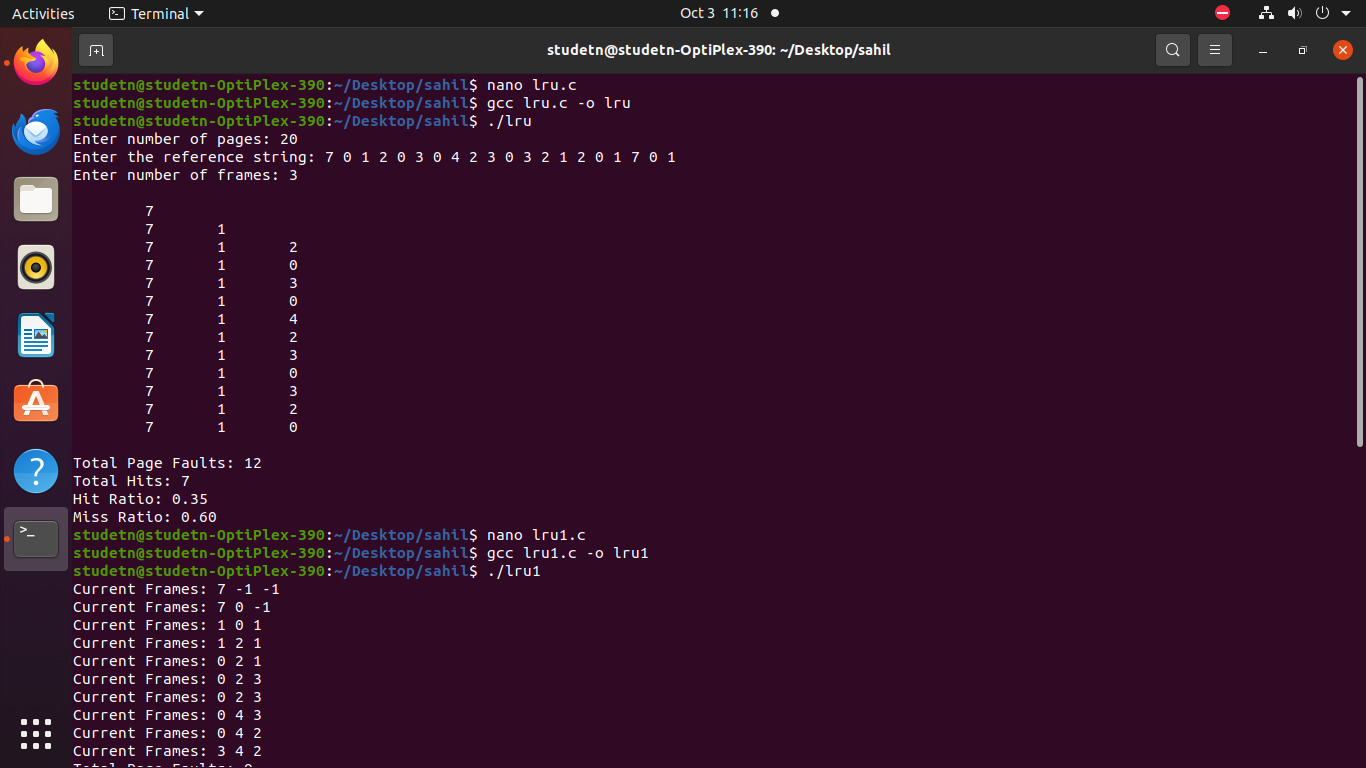 Activities Terminal Oct 3 11:16
studetn@studetn-OptiPlex-390: ~/Desktop/sahil
studetn@studetn-OptiPlex-390:~/Desktop/sahil$ nano lru.c
studetn@studetn-OptiPlex-390:~/Desktop/sahil$ gcc lru.c -o lru
studetn@studetn-OptiPlex-390:~/Desktop/sahil$ ./lru
Enter number of pages: 20
Enter the reference string: 7 0 1 2 0 3 0 4 2 3 0 3 2 1 2 0 1 7 0 1
Enter number of frames: 3
7
7 1
7 1 2
7 1 0
7 1 3
7 1 0
7 1 4
7 1 2
7 1 3
7 1 0
7 1 3
7 1 2
7 1 0
Total Page Faults: 12
Total Hits: 7
Hit Ratio: 0.35
Miss Ratio: 0.60
studetn@studetn-OptiPlex-390:~/Desktop/sahil$ nano lru1.c
studetn@studetn-OptiPlex-390:~/Desktop/sahil$ gcc lru1.c -o lru1
studetn@studetn-OptiPlex-390:~/Desktop/sahil$ ./lru1
Current Frames: 7 -1 -1
Current Frames: 7 0 -1
Current Frames: 1 0 1
Current Frames: 1 2 1
Current Frames: 0 2 1
Current Frames: 0 2 3
Current Frames: 0 2 3
Current Frames: 0 4 3
Current Frames: 0 4 2
Current Frames: 3 4 2
Total Page Faults: